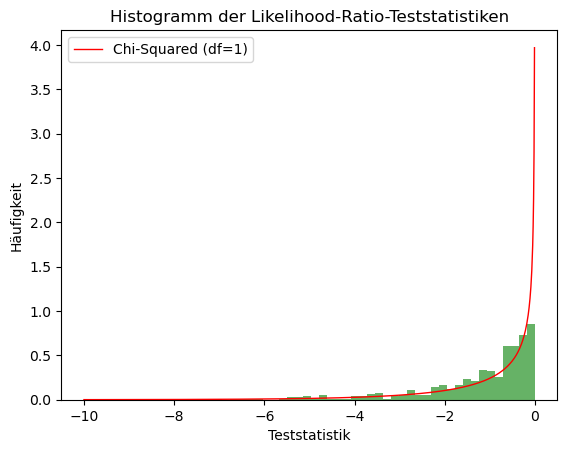 Histogramm der Likelihood-Ratio-Teststatistiken
Chi-Squared (df=1)
Häufigkeit
4.0
3.5
3.0
2.5
2.0
1.5
1.0
0.5
0.0
−10 −8 −6 −4 −2 0
Teststatistik